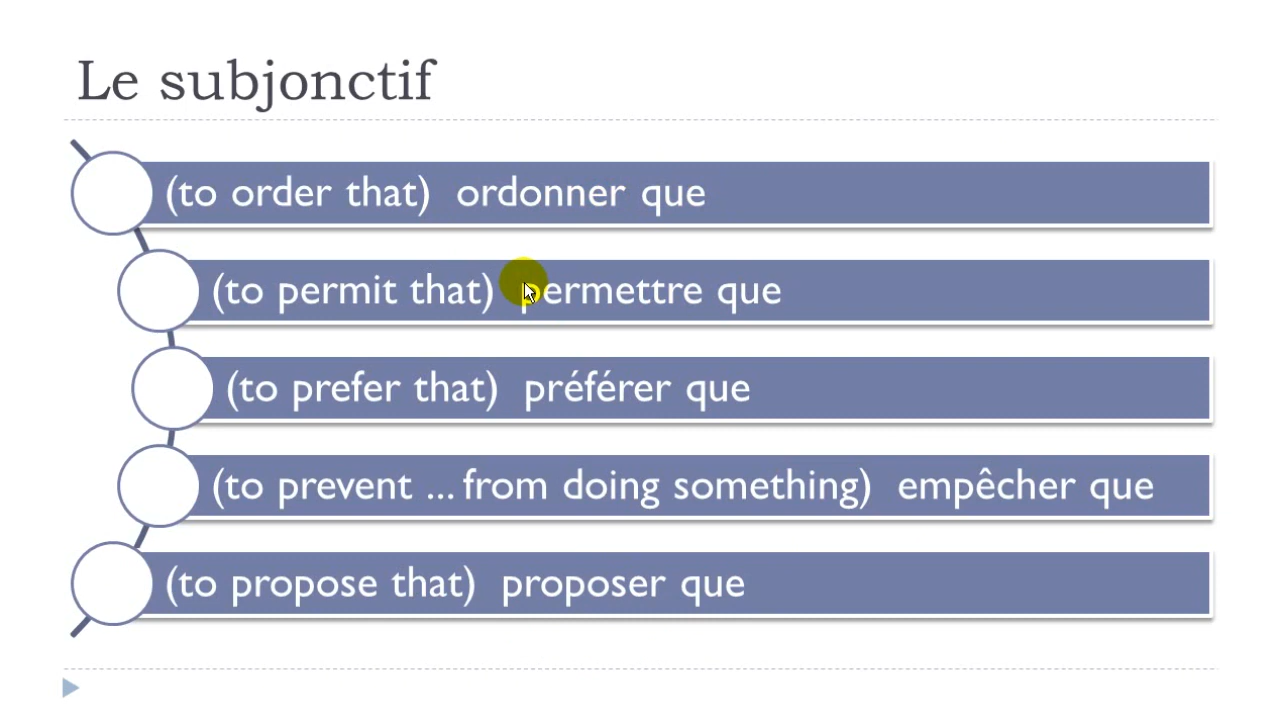 Le subjonctif
(to order that) ordonner que
(to permit that) permettre que
(to prefer that) préférer que
(to prevent ... from doing something) empêcher que
(to propose that) proposer que